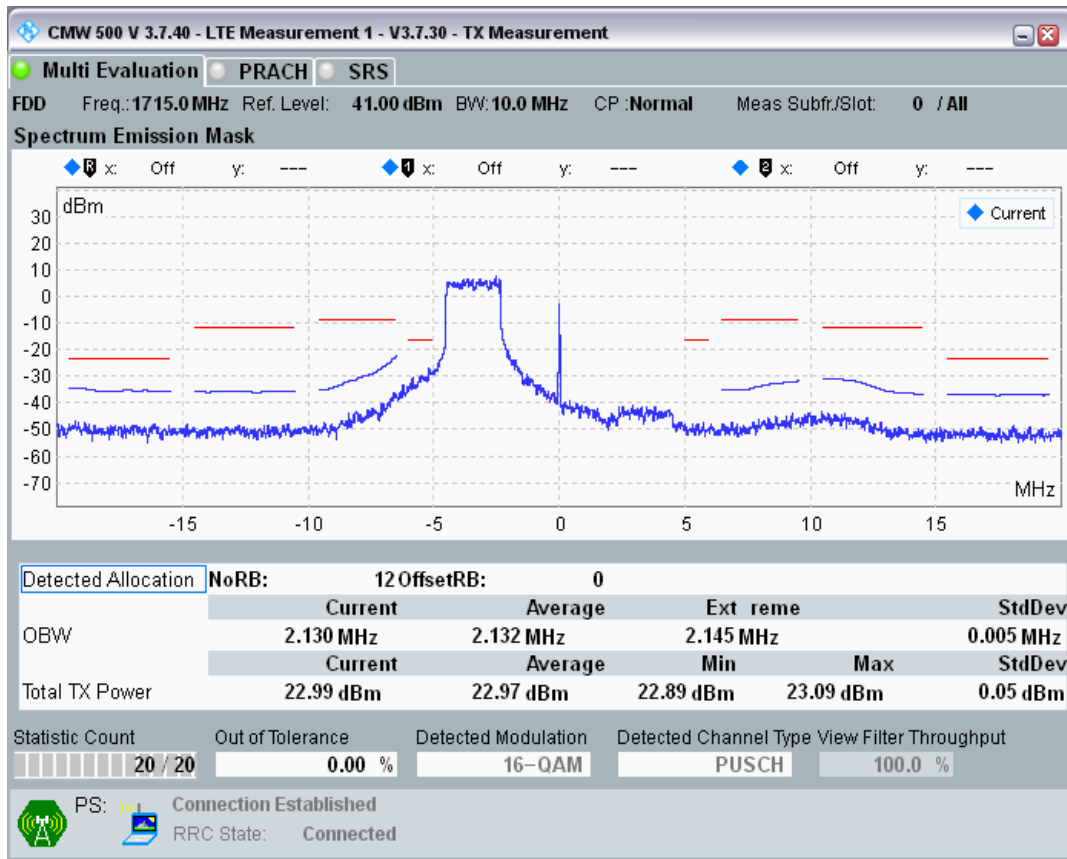 CMW 500 V 3.7.40 - LTE Measurement 1 - V3.7.30 - TX Measurement
Multi Evaluation PRACH SRS
FDD Freq.: 1715.0 MHz Ref. Level: 41.00 dBm BW: 10.0 MHz CP :Normal Meas Subfr./Slot: 0 / All
Spectrum Emission Mask
R x: Off y: --- 1 x: Off y: --- 2 x: Off y: ---
dBm
Current
30
20
10
0
-10
-20
-30
-40
-50
-60
-70
MHz
-15 -10 -5 0 5 10 15
Detected Allocation NoRB: 12 OffsetRB: 0
Current Average Ext reme StdDev
OBW 2.130 MHz 2.132 MHz 2.145 MHz 0.005 MHz
Current Average Min Max StdDev
Total TX Power 22.99 dBm 22.97 dBm 22.89 dBm 23.09 dBm 0.05 dBm
Statistic Count Out of Tolerance Detected Modulation Detected Channel Type View Filter Throughput
20 / 20 0.00 % 16-QAM PUSCH 100.0 %
PS: Connection Established
RRC State: Connected